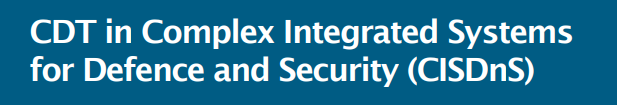 CDT in Complex Integrated Systems
for Defence and Security (CISDnS)